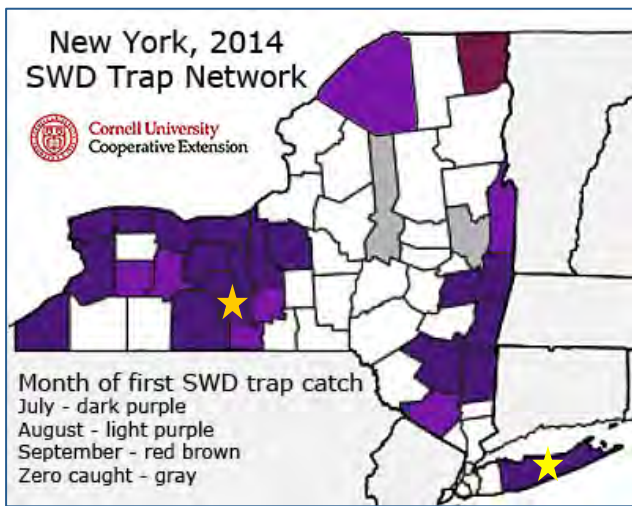 New York, 2014
SWD Trap Network
Cornell University
Cooperative Extension
Month of first SWD trap catch
July - dark purple
August - light purple
September - red brown
Zero caught - gray